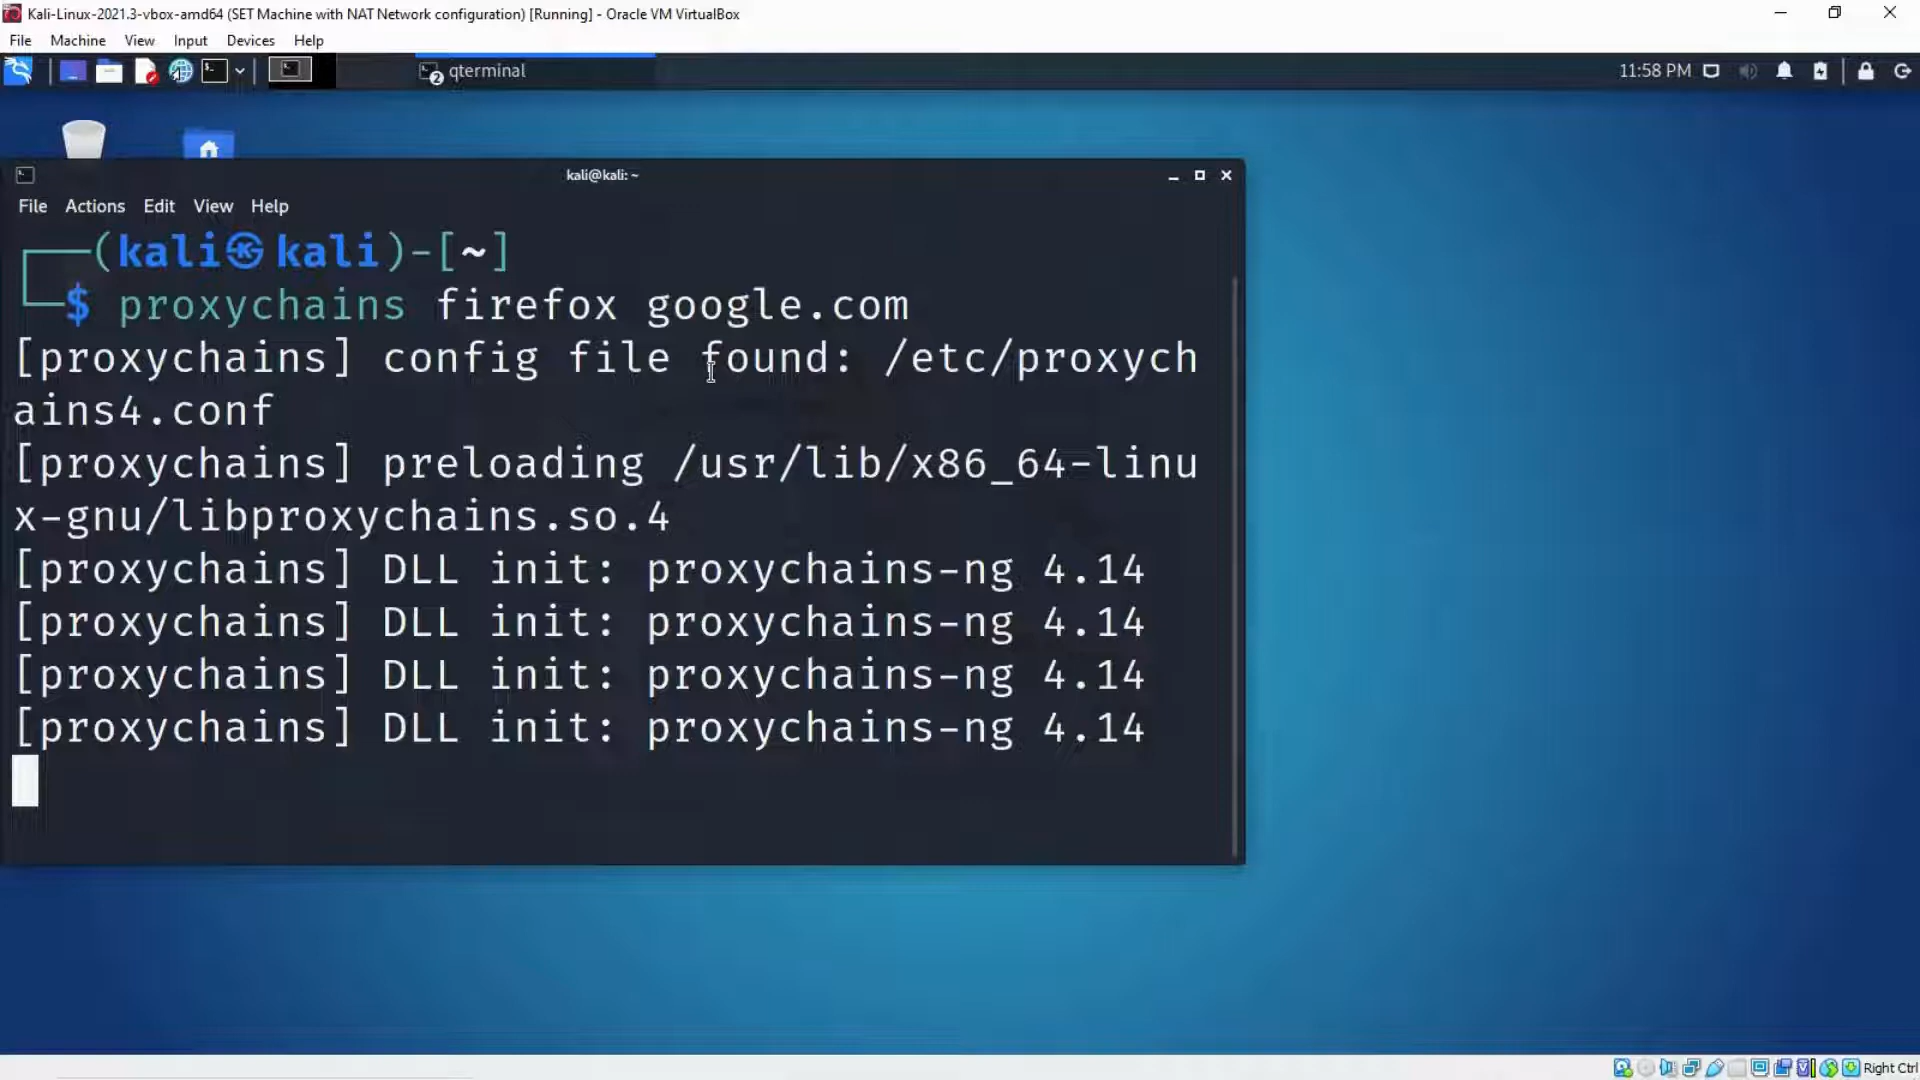 Kali-Linux-2021.3-vbox-amd64 (SET Machine with NAT Network configuration) [Running] - Oracle VM VirtualBox
File Machine View Input Devices Help
qterminal 11:58 PM
2
kali@kali: ~
File Actions Edit View Help
(kali㉿kali)-[~]
$ proxychains firefox google.com
[proxychains] config file found: /etc/proxych
ains4.conf
[proxychains] preloading /usr/lib/x86_64-linu
x-gnu/libproxychains.so.4
[proxychains] DLL init: proxychains-ng 4.14
[proxychains] DLL init: proxychains-ng 4.14
[proxychains] DLL init: proxychains-ng 4.14
[proxychains] DLL init: proxychains-ng 4.14
Right Ctrl